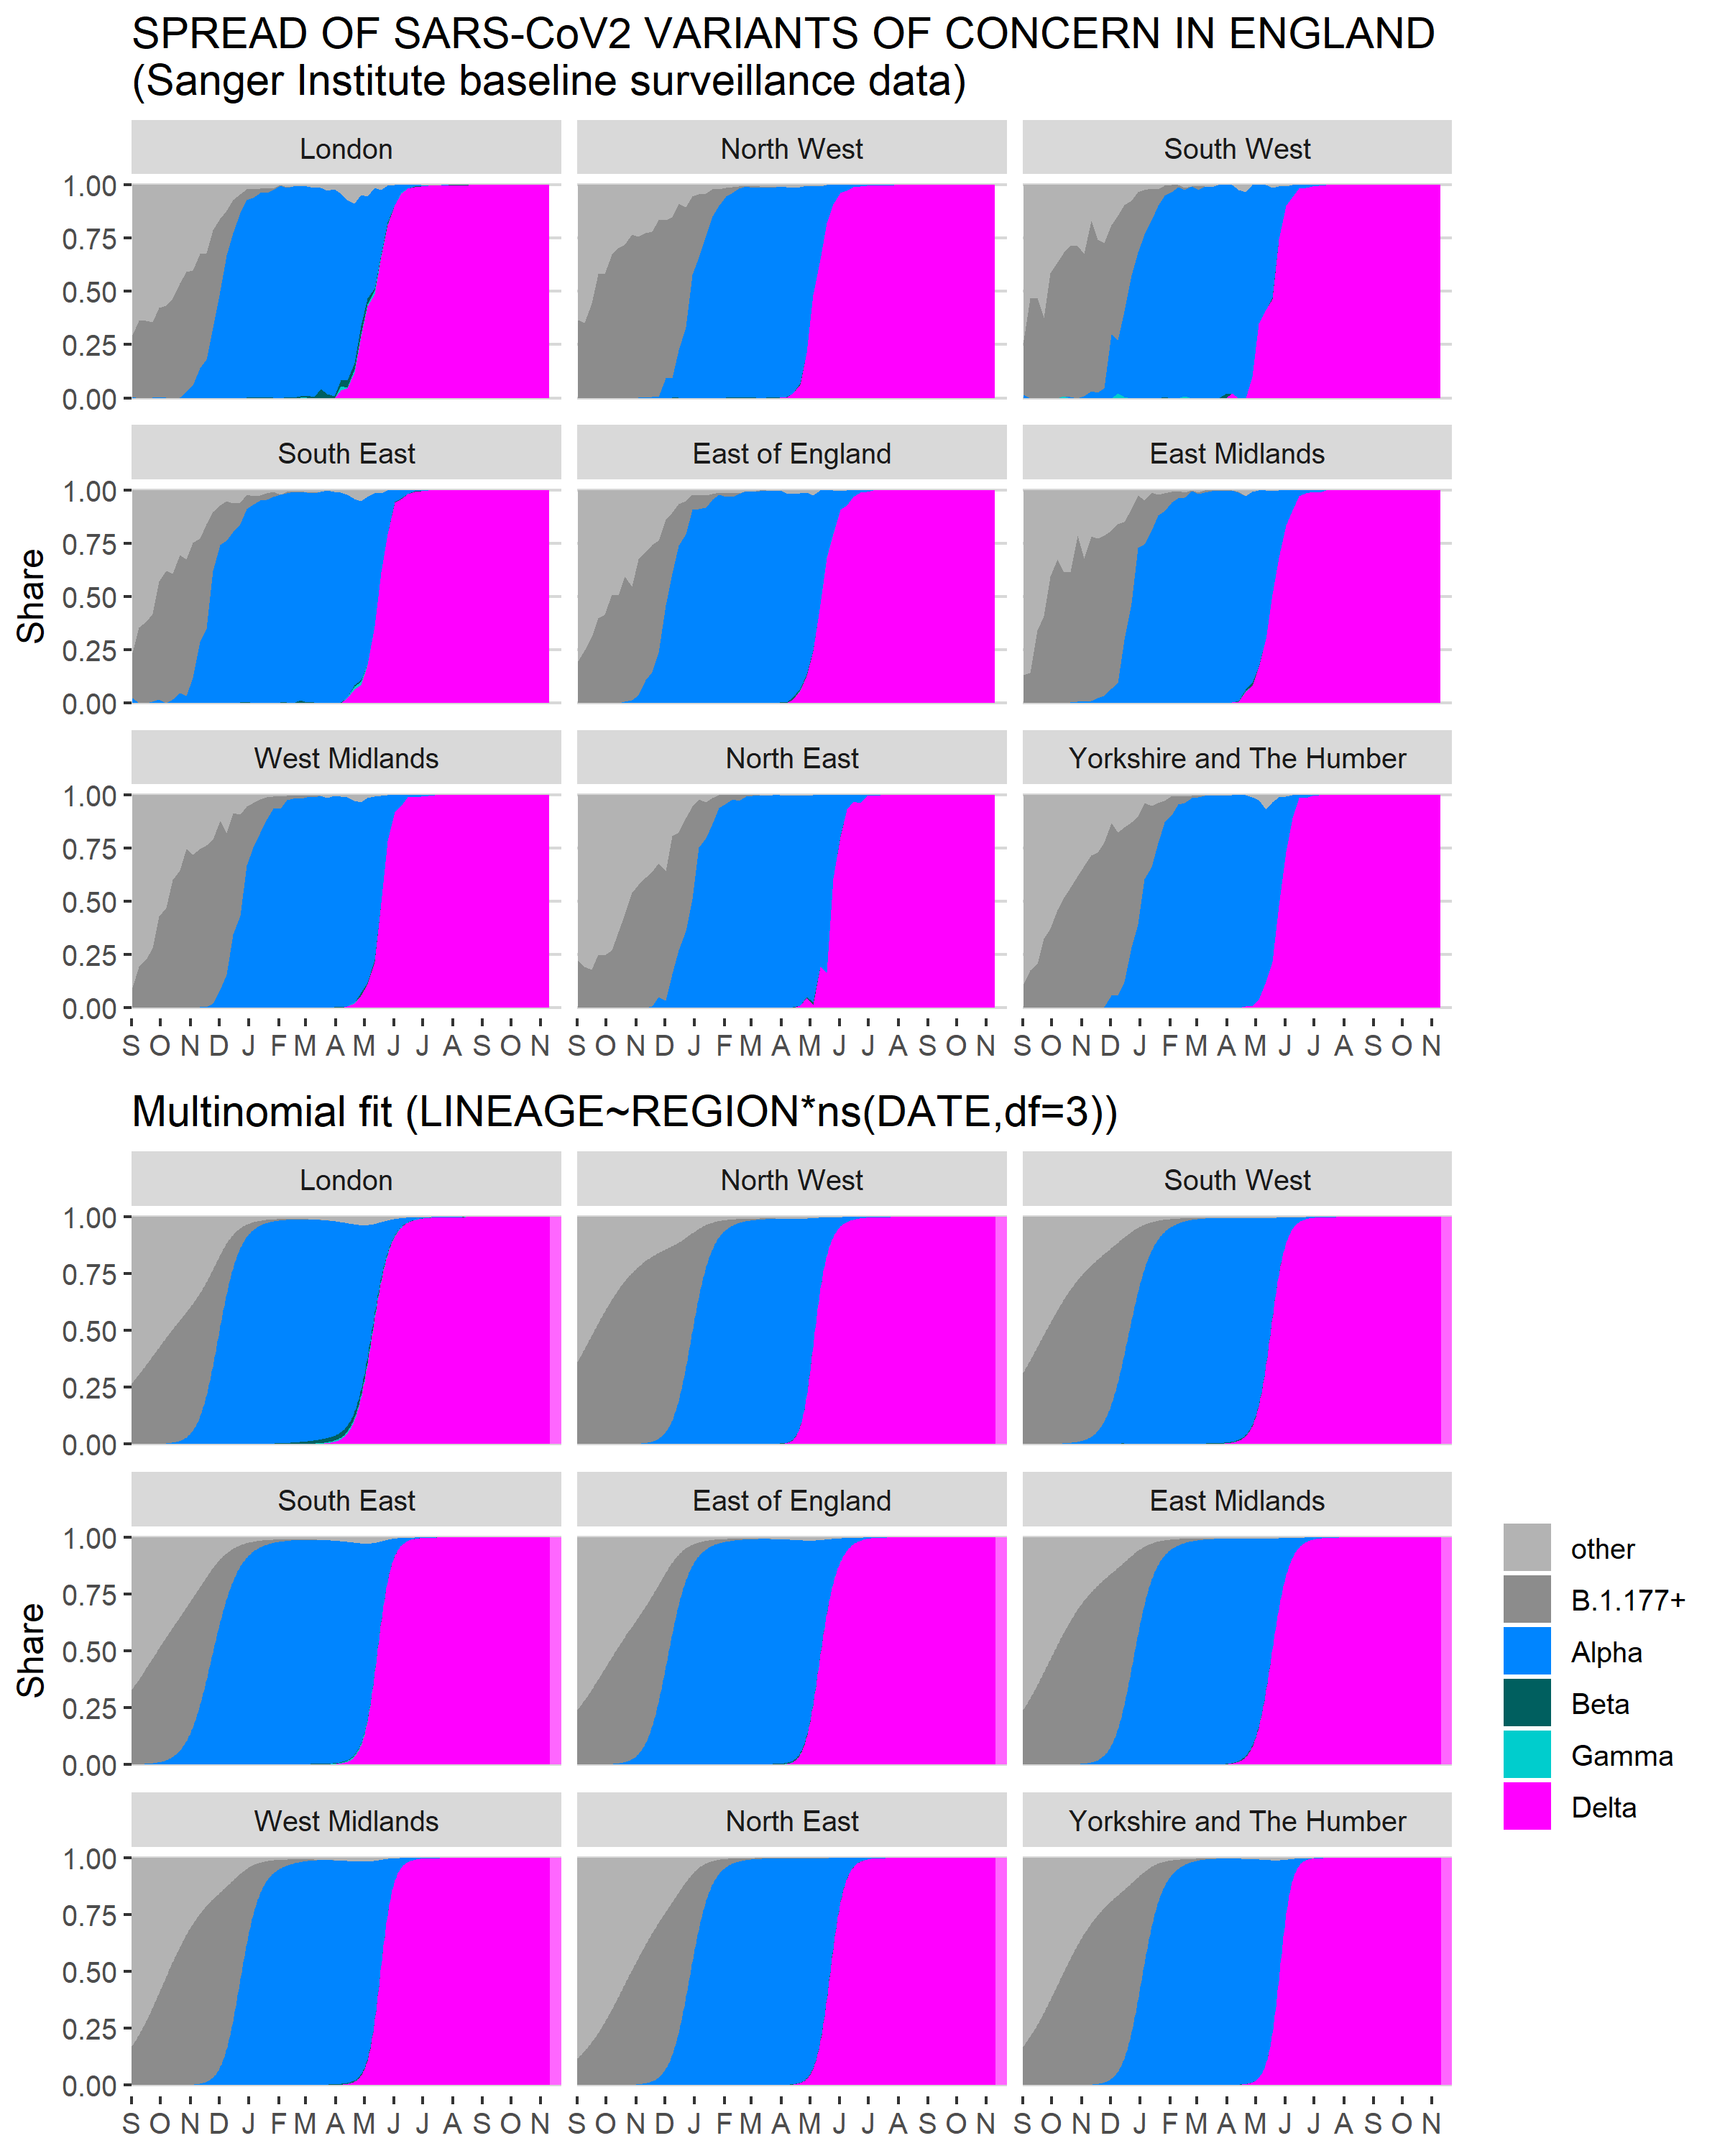 SPREAD OF SARS-CoV2 VARIANTS OF CONCERN IN ENGLAND
(Sanger Institute baseline surveillance data)
London North West South West
1.00
0.75
0.50
0.25
0.00
South East East of England East Midlands
1.00
0.75
0.50
0.25
0.00
Share
West Midlands North East Yorkshire and The Humber
1.00
0.75
0.50
0.25
0.00
S O N D J F M A M J J A S O N S O N D J F M A M J J A S O N S O N D J F M A M J J A S O N
Multinomial fit (LINEAGE~REGION*ns(DATE,df=3))
London North West South West
1.00
0.75
0.50
0.25
0.00
South East East of England East Midlands
1.00
0.75
0.50
0.25
0.00
Share
West Midlands North East Yorkshire and The Humber
1.00
0.75
0.50
0.25
0.00
S O N D J F M A M J J A S O N S O N D J F M A M J J A S O N S O N D J F M A M J J A S O N
other
B.1.177+
Alpha
Beta
Gamma
Delta